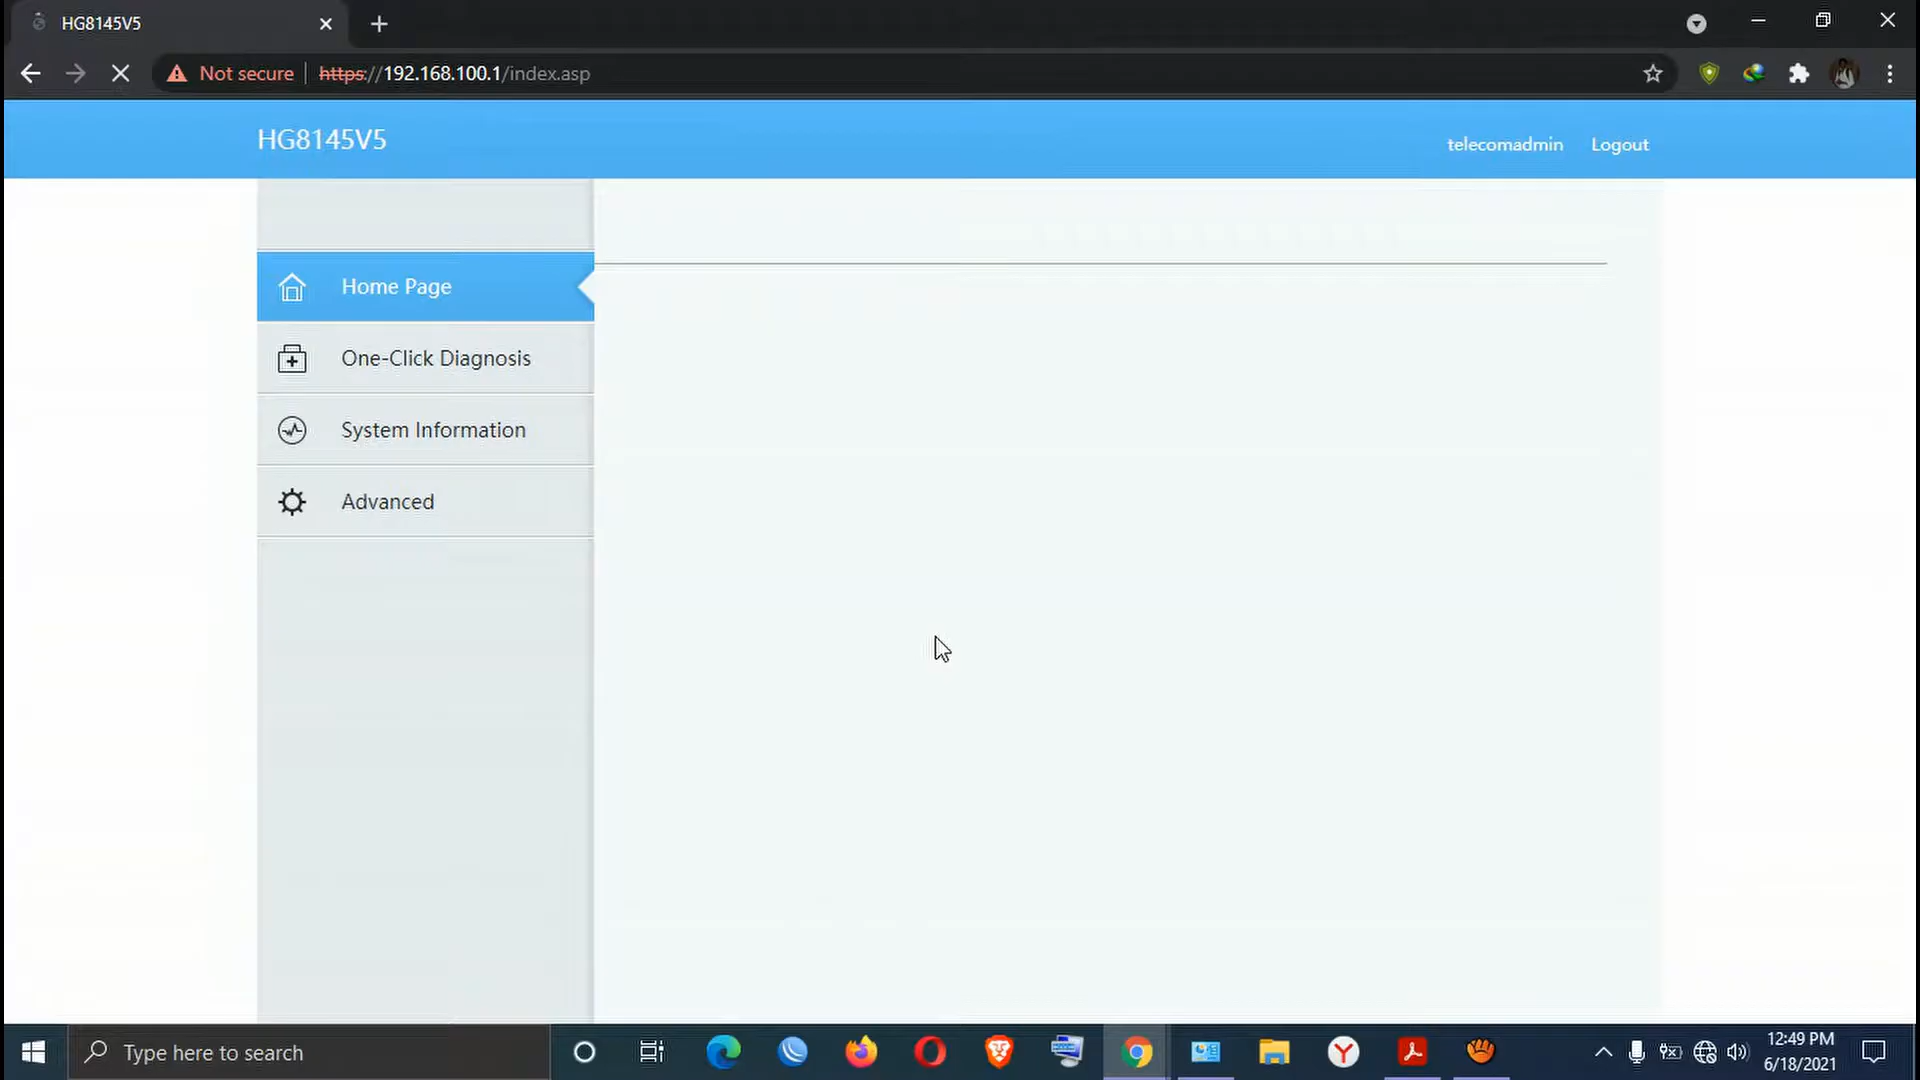 HG8145V5
Not secure
https://192.168.100.1/index.asp
HG8145V5
telecomadmin
Logout
Home Page
One-Click Diagnosis
System Information
Advanced
Type here to search
12:49 PM
6/18/2021